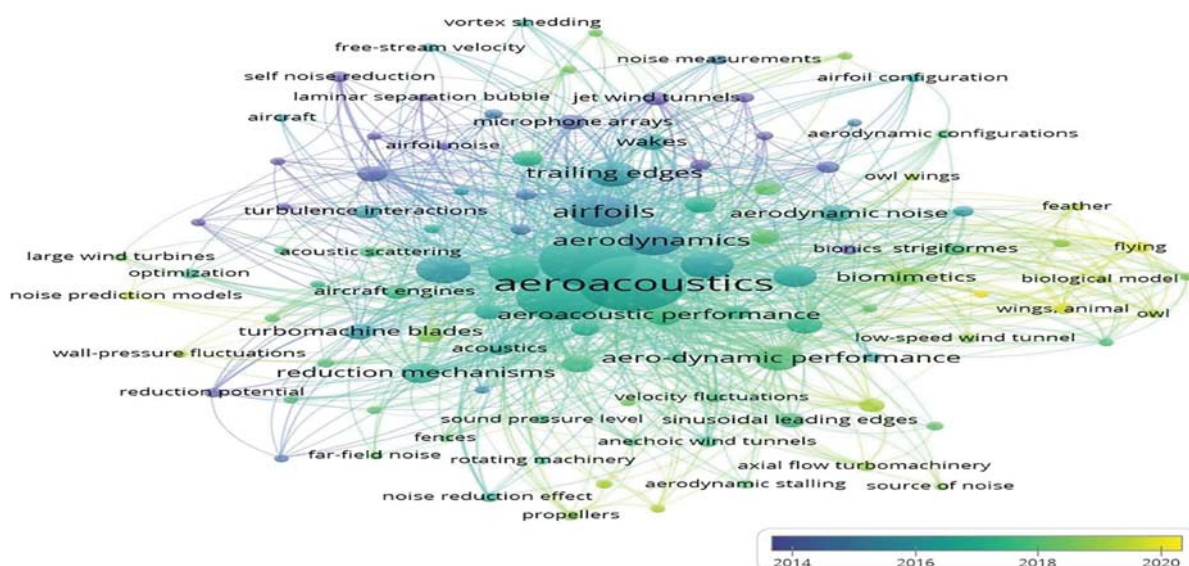 vortex shedding
free-stream velocity
noise measurements
self noise reduction
airfoil configuration
laminar separation bubble
jet wind tunnels
aircraft
microphone arrays
aerodynamic configurations
airfoil noise
wakes
trailing edges
owl wings
turbulence interactions
airfoils
aerodynamic noise
feather
acoustic scattering
aerodynamics
bionics
strigiformes
flying
large wind turbines
optimization
biomimetics
biological model
noise prediction models
aircraft engines
aeroacoustics
wings, animal
owl
aeroacoustic performance
turbomachine blades
low-speed wind tunnel
wall-pressure fluctuations
acoustics
aero-dynamic performance
reduction mechanisms
reduction potential
velocity fluctuations
sound pressure level
sinusoidal leading edges
fences
anechoic wind tunnels
far-field noise
rotating machinery
axial flow turbomachinery
noise reduction effect
aerodynamic stalling
source of noise
propellers
2014
2016
2018
2020